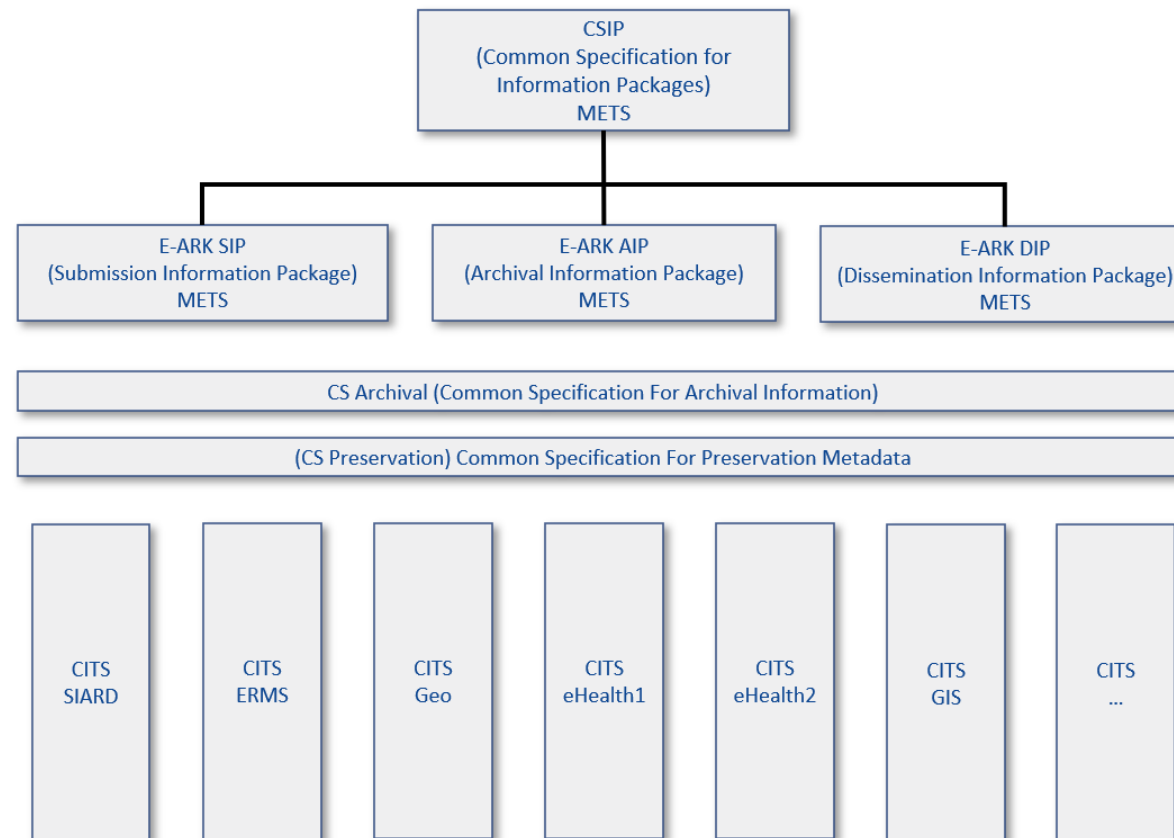 CSIP
(Common Specification for
Information Packages)
METS
E-ARK SIP
(Submission Information Package)
METS
E-ARK AIP
(Archival Information Package)
METS
E-ARK DIP
(Dissemination Information Package)
METS
CS Archival (Common Specification For Archival Information)
(CS Preservation) Common Specification For Preservation Metadata
CITS
SIARD
CITS
ERMS
CITS
Geo
CITS
eHealth1
CITS
eHealth2
CITS
GIS
CITS
...